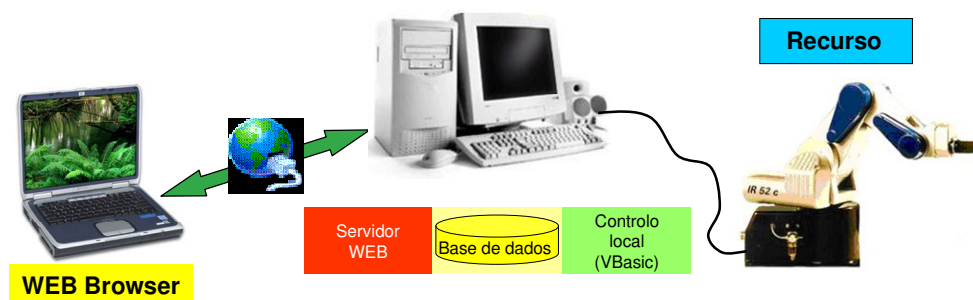 Recurso
IR 52 c
Servidor
WEB
Base de dados
Controlo
local
(VBasic)
WEB Browser